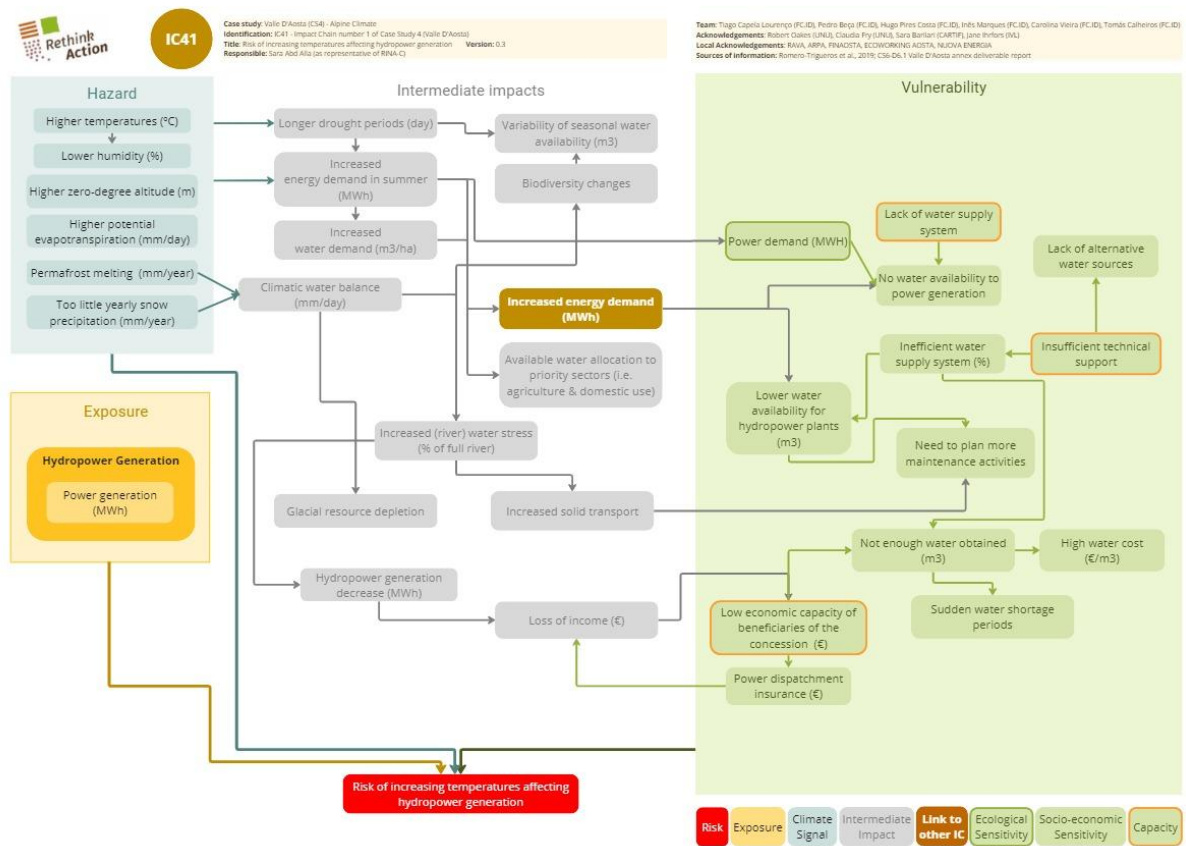 Rethink
Action
IC41
Case study: Valle D'Aosta (CS4) - Alpine Climate
Identification: IC41 - Impact Chain number 1 of Case Study 4 (Valle D'Aosta)
Title: Risk of increasing temperatures affecting hydropower generation Version: 0.3
Responsible: Sara Abd Alla (as representative of RINA-C)
Team: Tiago Capela Lourenço (FC.ID), Pedro Beça (FC.ID), Hugo Pires Costa (FC.ID), Inês Marques (FC.ID), Carolina Vieira (FC.ID), Tomás Calheiros (FC.ID)
Acknowledgements: Robert Oakes (UNU), Claudia Fry (UNU), Sara Banlari (CARTIF), Jane Ihrfors (IVL)
Local Acknowledgements: RAVA, ARPA, FINAOSTA, ECOWORKING AOSTA, NUOVA ENERGIA
Sources of information: Romero-Trigueros et al., 2019; CS6-D6.1 Valle D'Aosta annex deliverable report
Hazard
Higher temperatures (ºC)
Lower humidity (%)
Higher zero-degree altitude (m)
Higher potential
evapotranspiration (mm/day)
Permafrost melting (mm/year)
Too little yearly snow
precipitation (mm/year)
Exposure
Hydropower Generation
Power generation
(MWh)
Intermediate impacts
Longer drought periods (day)
Variability of seasonal water
availability (m3)
Increased
energy demand in summer
(MWh)
Biodiversity changes
Increased
water demand (m3/ha)
Climatic water balance
(mm/day)
Increased energy demand
(MWh)
Available water allocation to
priority sectors (i.e.
agriculture & domestic use)
Increased (river) water stress
(% of full river)
Glacial resource depletion
Increased solid transport
Hydropower generation
decrease (MWh)
Loss of income (€)
Vulnerability
Power demand (MWH)
Lack of water supply
system
Lack of alternative
water sources
No water availability to
power generation
Inefficient water
supply system (%)
Insufficient technical
support
Lower water
availability for
hydropower plants
(m3)
Need to plan more
maintenance activities
Not enough water obtained
(m3)
High water cost
(€/m3)
Sudden water shortage
periods
Low economic capacity of
beneficiaries of the
concession (€)
Power dispatchment
insurance (€)
Risk of increasing temperatures affecting
hydropower generation
Risk
Exposure
Climate
Signal
Intermediate
Impact
Link to
other IC
Ecological
Sensitivity
Socio-economic
Sensitivity
Capacity